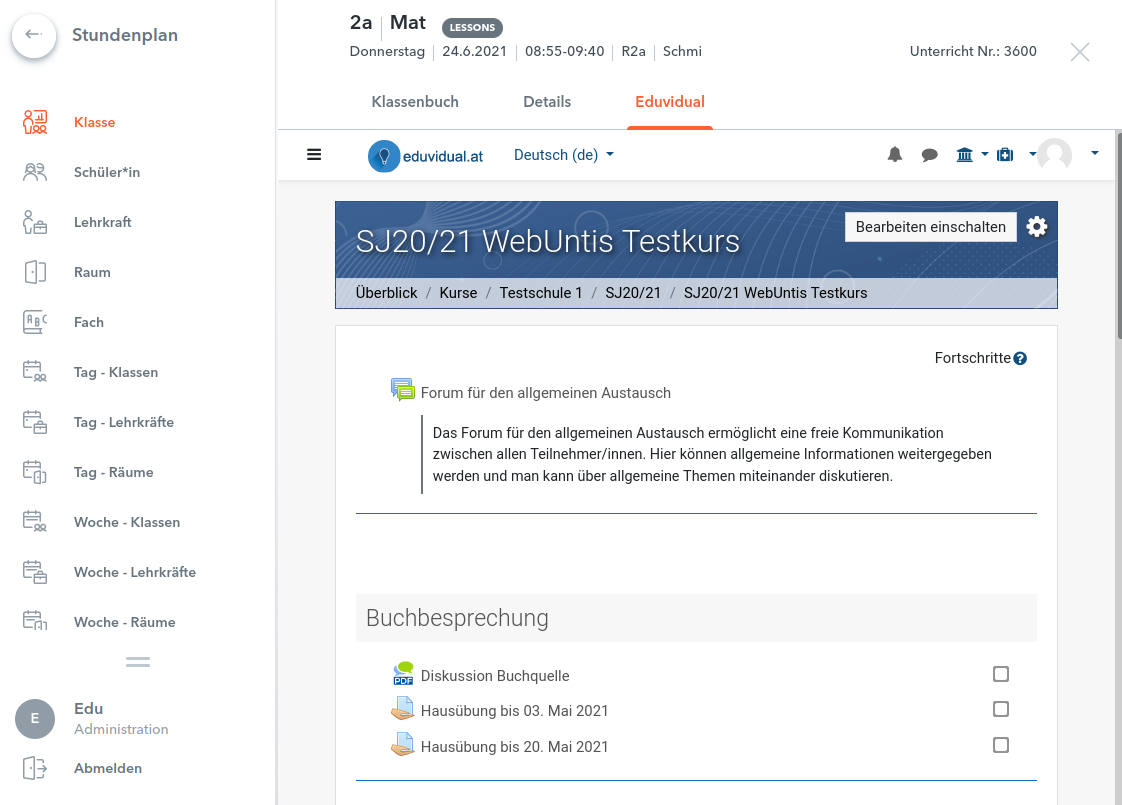 Stundenplan
Klasse
Schüler*in
Lehrkraft
Raum
ABC
Fach
Tag - Klassen
Tag - Lehrkräfte
Tag - Räume
Woche - Klassen
Woche - Lehrkräfte
Woche - Räume
E
Edu
Administration
Abmelden
2a Mat LESSONS
Donnerstag 24.6.2021 08:55-09:40 R2a Schmi Unterricht Nr.: 3600
Klassenbuch Details Eduvidual
eduvidual.at Deutsch (de)
Bearbeiten einschalten
SJ20/21 WebUntis Testkurs
Überblick / Kurse / Testschule 1 / SJ20/21 / SJ20/21 WebUntis Testkurs
Fortschritte ?
Forum für den allgemeinen Austausch
Das Forum für den allgemeinen Austausch ermöglicht eine freie Kommunikation
zwischen allen Teilnehmer/innen. Hier können allgemeine Informationen weitergegeben
werden und man kann über allgemeine Themen miteinander diskutieren.
Buchbesprechung
PDF Diskussion Buchquelle
Hausübung bis 03. Mai 2021
Hausübung bis 20. Mai 2021